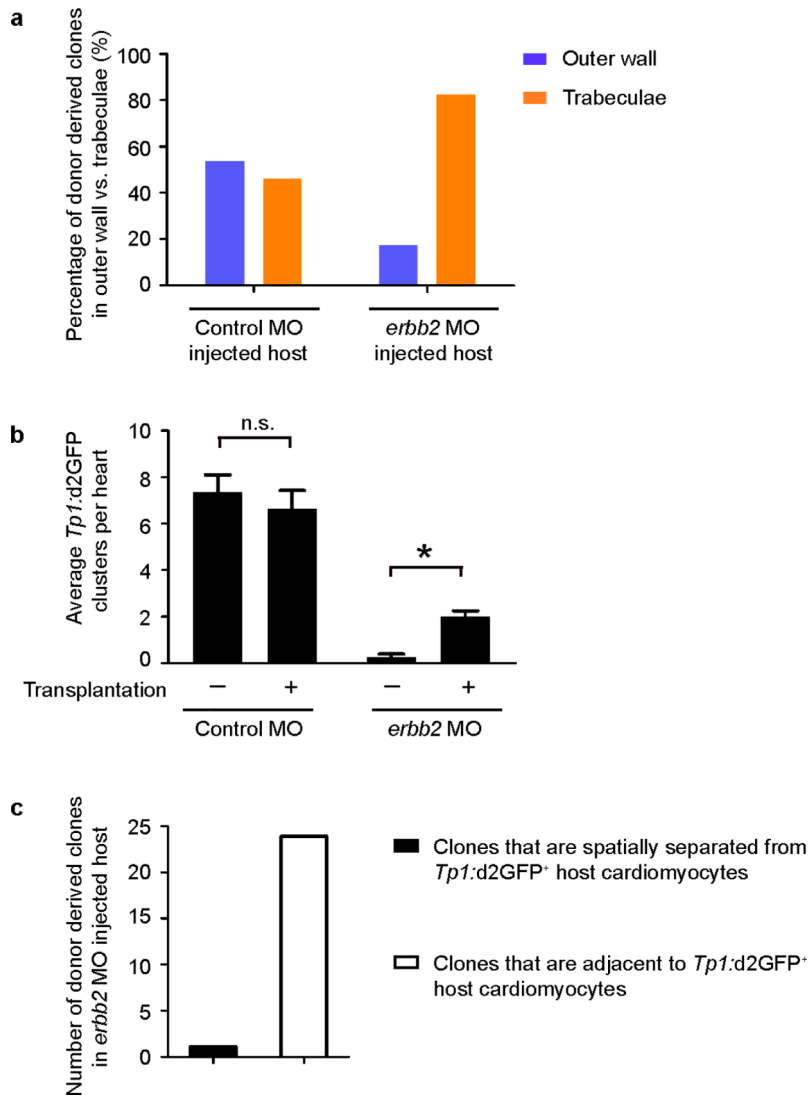 a
Percentage of donor derived clones
in outer wall vs. trabeculae (%)
100
80
60
40
20
0
Outer wall
Trabeculae
Control MO
injected host
erbb2 MO
injected host
b
Average Tp1:d2GFP
clusters per heart
10
8
6
4
2
0
n.s.
*
Transplantation − + − +
Control MO
erbb2 MO
c
Number of donor derived clones
in erbb2 MO injected host
25
20
15
10
5
0
Clones that are spatially separated from
Tp1:d2GFP⁺ host cardiomyocytes
Clones that are adjacent to Tp1:d2GFP⁺
host cardiomyocytes